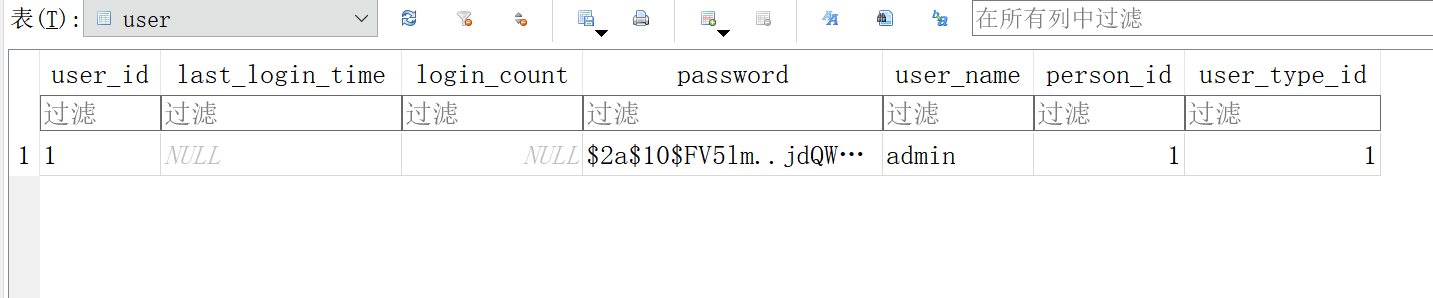 表(T): user 在所有列中过滤
user_id last_login_time login_count password user_name person_id user_type_id
过滤 过滤 过滤 过滤 过滤 过滤 过滤
1 1 NULL NULL $2a$10$FV5lm..jdQW… admin 1 1